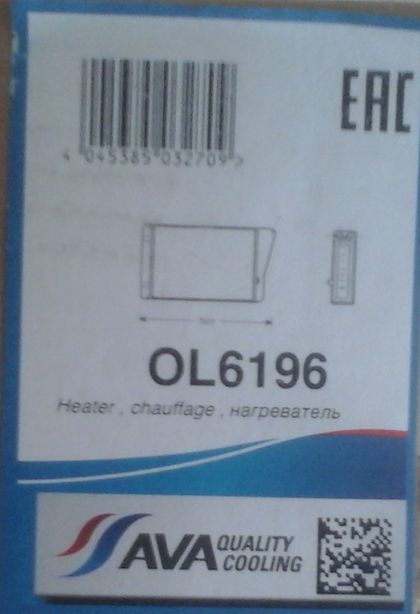 EAC
4 045385 032709 >
OL6196
Heater , chauffage , нагреватель
AVA QUALITY
COOLING